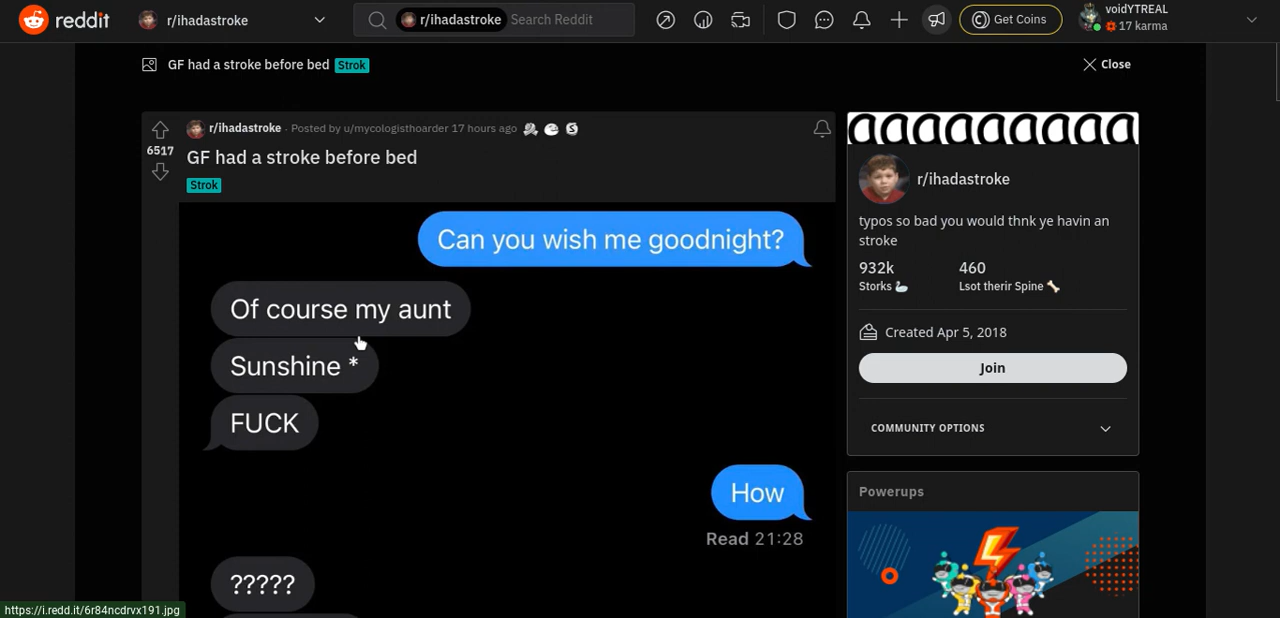 reddit
r/ihadastroke
r/ihadastroke Search Reddit
Get Coins
voidYTREAL
17 karma
GF had a stroke before bed Strok
Close
6517
r/ihadastroke · Posted by u/mycologisthoarder 17 hours ago
GF had a stroke before bed
Strok
Can you wish me goodnight?
Of course my aunt
Sunshine *
FUCK
How
Read 21:28
?????
aaaaaaaaa
r/ihadastroke
typos so bad you would thnk ye havin an
stroke
932k
Storks 🦢
460
Lsot therir Spine 🦴
Created Apr 5, 2018
Join
COMMUNITY OPTIONS
Powerups
https://i.redd.it/6r84ncdrvx191.jpg